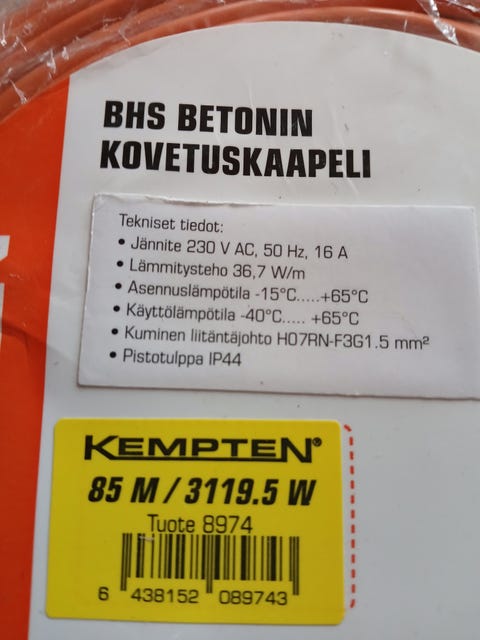 BHS BETONIN
KOVETUSKAAPELI
Tekniset tiedot:
• Jännite 230 V AC, 50 Hz, 16 A
• Lämmitysteho 36,7 W/m
• Asennuslämpötila -15°C.....+65°C
• Käyttölämpötila -40°C..... +65°C
• Kuminen liitäntäjohto H07RN-F3G1.5 mm²
• Pistotulppa IP44
KEMPTEN®
85 M / 3119.5 W
Tuote 8974
6 438152 089743